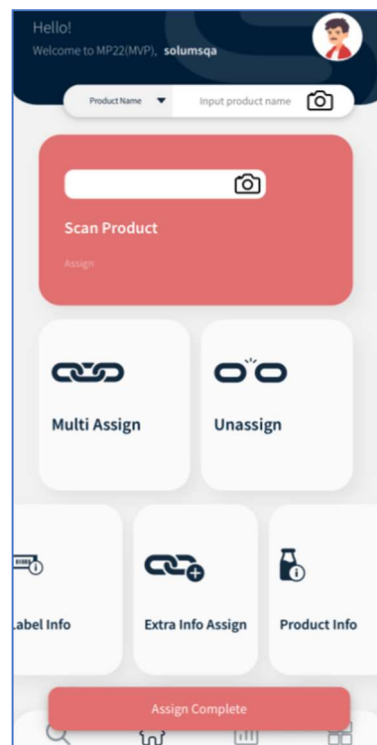 Hello!
Welcome to MP22(MVP), solumsqa
Product Name Input product name
Scan Product
Assign
Multi Assign Unassign
abel Info Extra Info Assign Product Info
Assign Complete